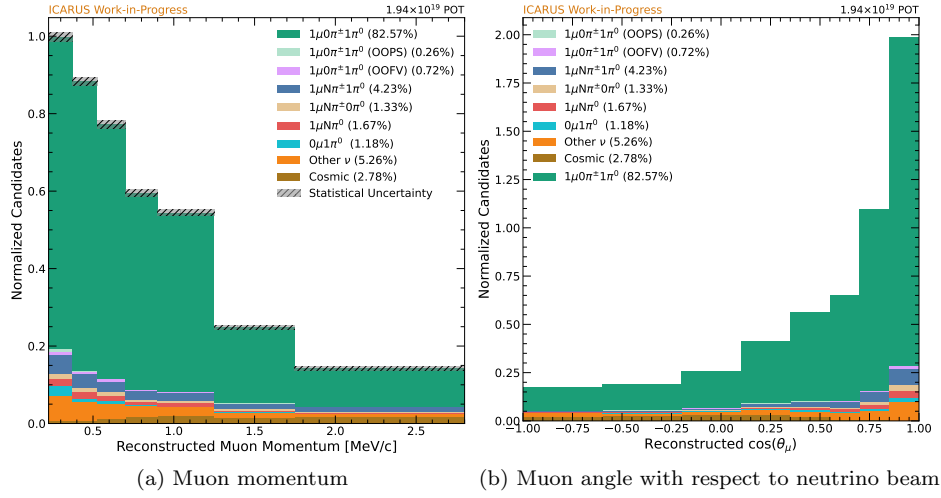 ICARUS Work-in-Progress 1.94×10¹⁹ POT
Normalized Candidates
1.0
0.8
0.6
0.4
0.2
0.0
1μ0π±1π⁰ (82.57%)
1μ0π±1π⁰ (OOPS) (0.26%)
1μ0π±1π⁰ (OOFV) (0.72%)
1μNπ±1π⁰ (4.23%)
1μNπ±0π⁰ (1.33%)
1μNπ⁰ (1.67%)
0μ1π⁰ (1.18%)
Other ν (5.26%)
Cosmic (2.78%)
Statistical Uncertainty
0.5 1.0 1.5 2.0 2.5
Reconstructed Muon Momentum [MeV/c]
(a) Muon momentum
ICARUS Work-in-Progress 1.94×10¹⁹ POT
Normalized Candidates
2.00
1.75
1.50
1.25
1.00
0.75
0.50
0.25
0.00
1μ0π±1π⁰ (OOPS) (0.26%)
1μ0π±1π⁰ (OOFV) (0.72%)
1μNπ±1π⁰ (4.23%)
1μNπ±0π⁰ (1.33%)
1μNπ⁰ (1.67%)
0μ1π⁰ (1.18%)
Other ν (5.26%)
Cosmic (2.78%)
1μ0π±1π⁰ (82.57%)
−1.00 −0.75 −0.50 −0.25 0.00 0.25 0.50 0.75 1.00
Reconstructed cos(θμ)
(b) Muon angle with respect to neutrino beam